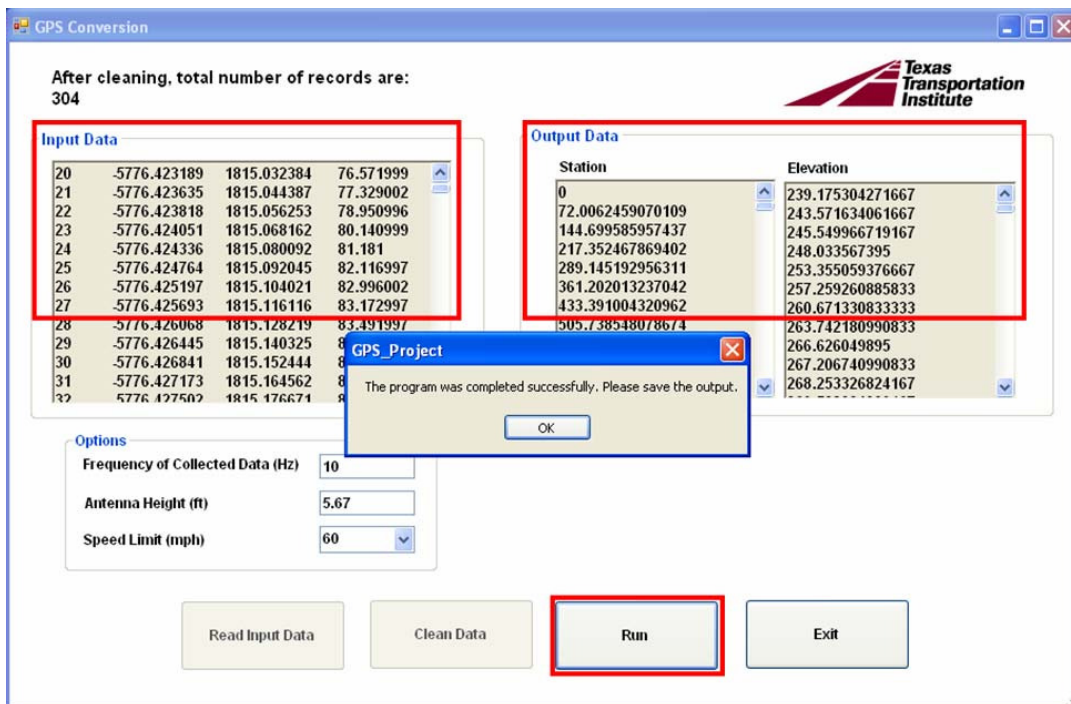 GPS Conversion
After cleaning, total number of records are:
304
Texas
Transportation
Institute
Input Data
20 -5776.423189 1815.032384 76.571999
21 -5776.423635 1815.044387 77.329002
22 -5776.423818 1815.056253 78.950996
23 -5776.424051 1815.068162 80.140999
24 -5776.424336 1815.080092 81.181
25 -5776.424764 1815.092045 82.116997
26 -5776.425197 1815.104021 82.996002
27 -5776.425693 1815.116116 83.172997
28 -5776.426068 1815.128219 83.491997
29 -5776.426445 1815.140325 8
30 -5776.426841 1815.152444
31 -5776.427173 1815.164562 8
32 5776.427502 1815.176671 8
Output Data
Station
0
72.0062459070109
144.699585957437
217.352467869402
289.145192956311
361.202013237042
433.391004320962
505.738548078674
Elevation
239.175304271667
243.571634061667
245.549966719167
248.033567395
253.355059376667
257.259260885833
260.671330833333
263.742180990833
266.626049895
267.206740990833
268.253326824167
GPS_Project
The program was completed successfully. Please save the output.
OK
Options
Frequency of Collected Data (Hz) 10
Antenna Height (ft) 5.67
Speed Limit (mph) 60
Read Input Data
Clean Data
Run
Exit